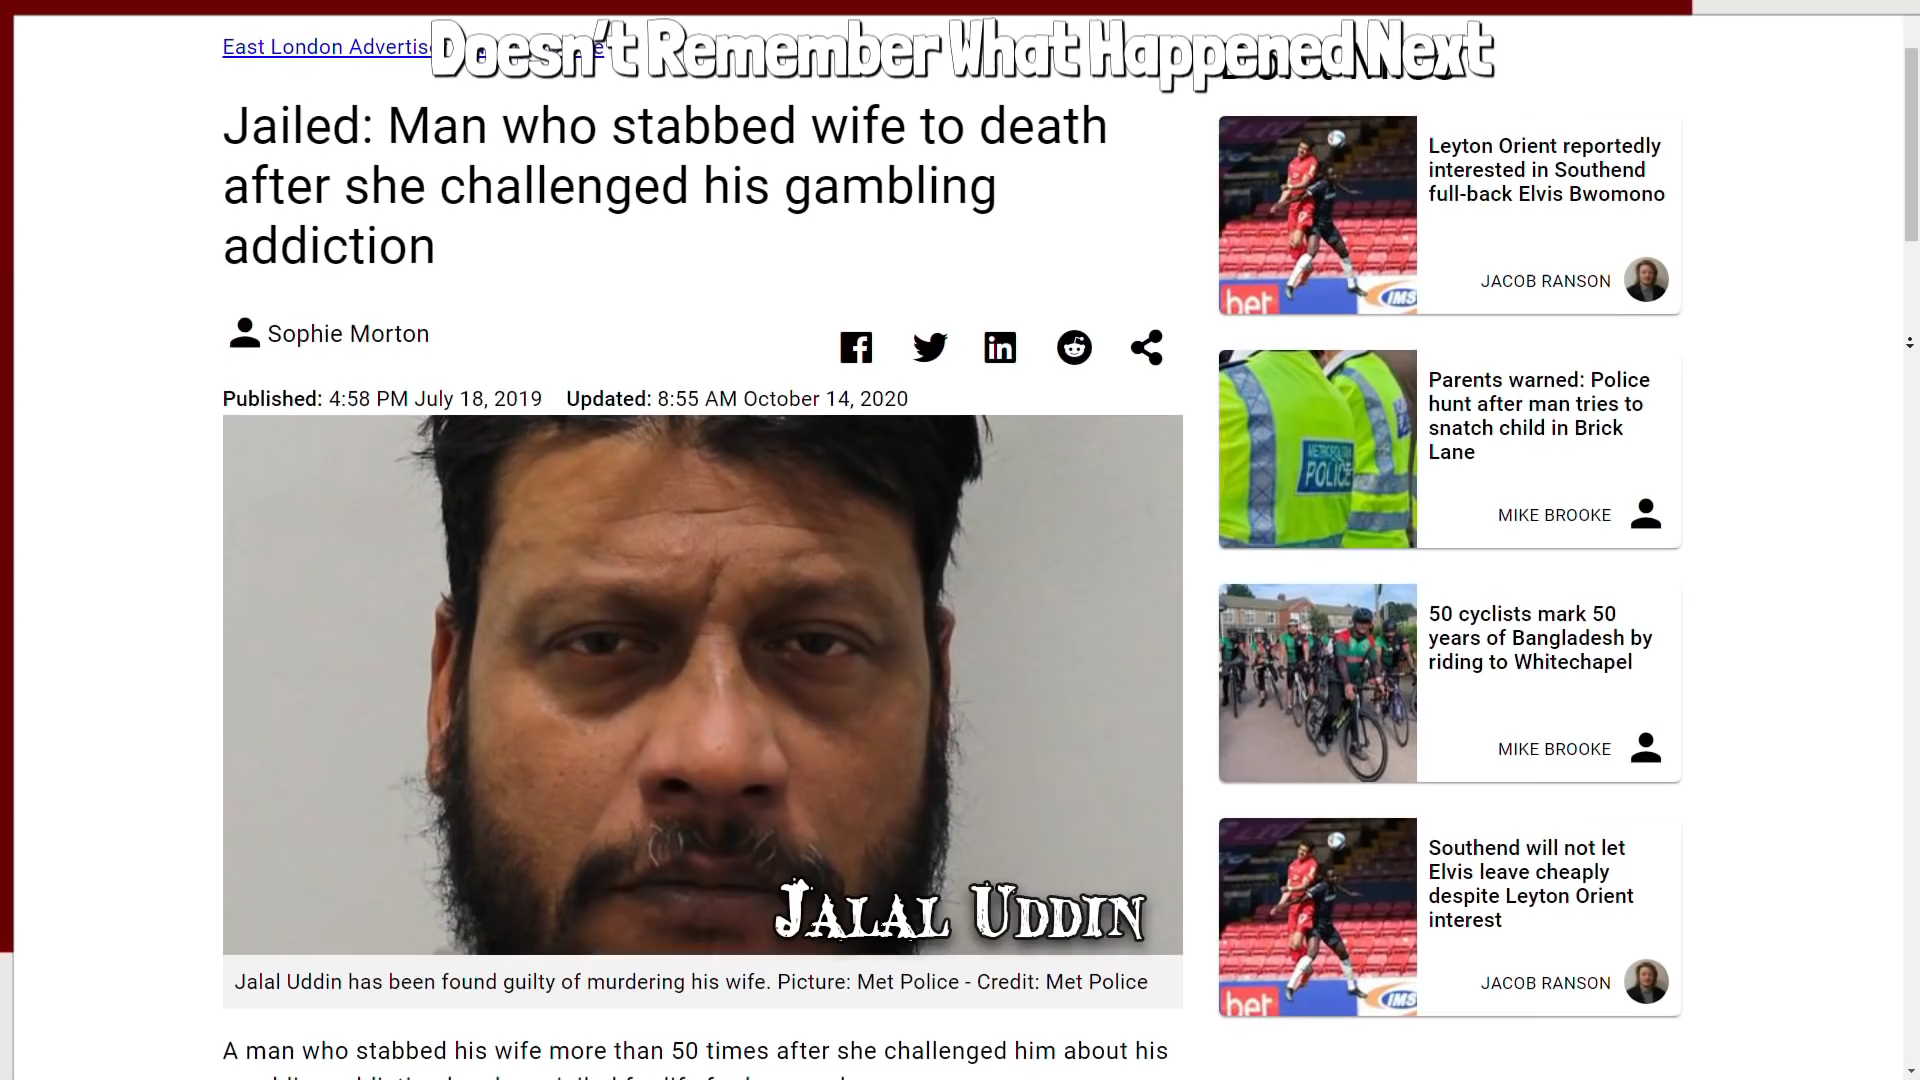 Doesn't Remember What Happened Next
East London Advertis
Jailed: Man who stabbed wife to death
after she challenged his gambling
addiction
Sophie Morton
Published: 4:58 PM July 18, 2019 Updated: 8:55 AM October 14, 2020
JALAL UDDIN
Jalal Uddin has been found guilty of murdering his wife. Picture: Met Police - Credit: Met Police
A man who stabbed his wife more than 50 times after she challenged him about his
Leyton Orient reportedly
interested in Southend
full-back Elvis Bwomono
JACOB RANSON
bet
IMS
Parents warned: Police
hunt after man tries to
snatch child in Brick
Lane
METROPOLITAN
POLICE
MIKE BROOKE
50 cyclists mark 50
years of Bangladesh by
riding to Whitechapel
MIKE BROOKE
Southend will not let
Elvis leave cheaply
despite Leyton Orient
interest
JACOB RANSON
bet
IMS